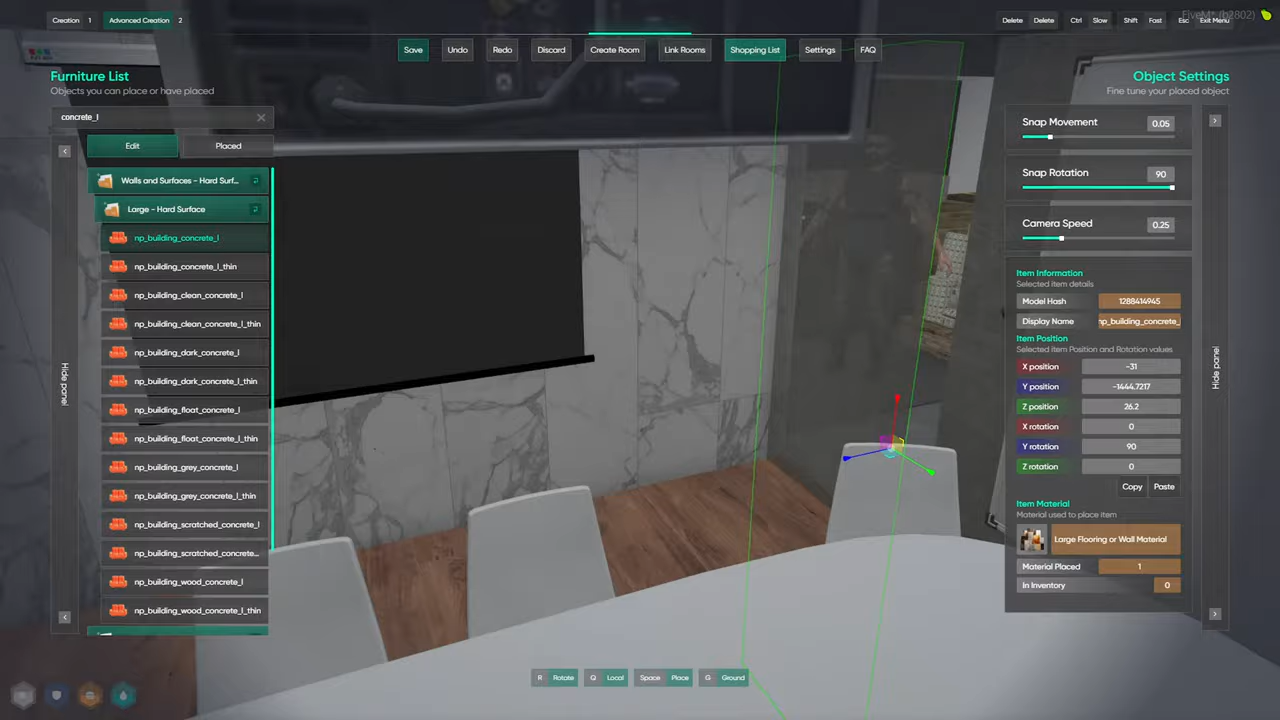 Creation 1 Advanced Creation 2
Delete Delete Ctrl Slow Shift Fast Esc Exit Menu
FiveM* (b2802)
Save Undo Redo Discard Create Room Link Rooms Shopping List Settings FAQ
Furniture List
Objects you can place or have placed
concrete_l
Edit Placed
Walls and Surfaces - Hard Surf...
Large - Hard Surface
np_building_concrete_l
np_building_concrete_l_thin
np_building_clean_concrete_l
np_building_clean_concrete_l_thin
np_building_dark_concrete_l
np_building_dark_concrete_l_thin
np_building_float_concrete_l
np_building_float_concrete_l_thin
np_building_grey_concrete_l
np_building_grey_concrete_l_thin
np_building_scratched_concrete_l
np_building_scratched_concrete...
np_building_wood_concrete_l
np_building_wood_concrete_l_thin
Hide panel
Object Settings
Fine tune your placed object
Snap Movement 0.05
Snap Rotation 90
Camera Speed 0.25
Item Information
Selected item details
Model Hash 1288414945
Display Name np_building_concrete_l
Item Position
Selected item Position and Rotation values
X position -31
Y position -1444.7217
Z position 26.2
X rotation 0
Y rotation 90
Z rotation 0
Copy Paste
Item Material
Material used to place item
Large Flooring or Wall Material
Material Placed 1
In Inventory 0
Hide panel
R Rotate Q Local Space Place G Ground